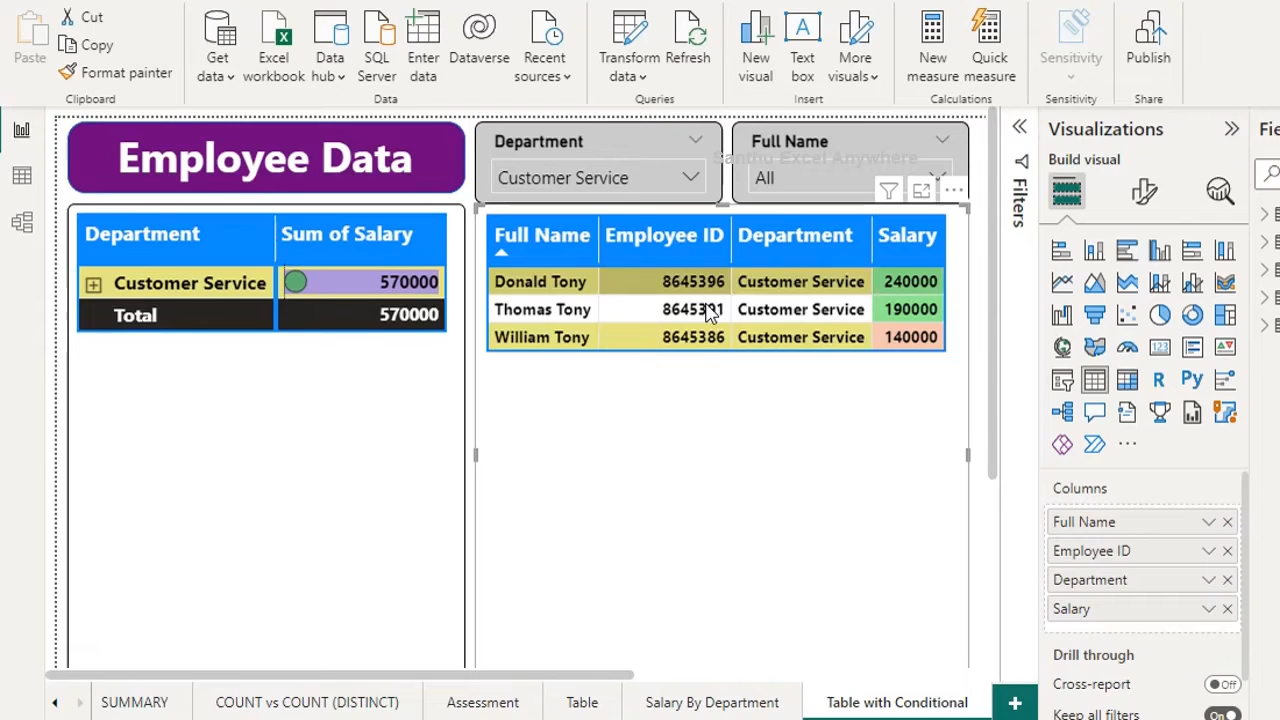 Cut
Copy
Format painter
Paste
Clipboard
Get data
Excel workbook
Data hub
SQL Server
Enter data
Dataverse
Recent sources
Data
Transform data
Refresh
Queries
New visual
Text box
More visuals
Insert
New measure
Quick measure
Calculations
Sensitivity
Sensitivity
Publish
Share
Employee Data
Department
Customer Service
Full Name
All
Santhu Excel Anywhere
Department Sum of Salary
Customer Service 570000
Total 570000
Full Name Employee ID Department Salary
Donald Tony 8645396 Customer Service 240000
Thomas Tony Customer Service 190000
William Tony 8645386 Customer Service 140000
Filters
Visualizations
Build visual
R
Py
123
Columns
Full Name
Employee ID
Department
Salary
Drill through
Cross-report Off
Keep all filters On
SUMMARY
COUNT vs COUNT (DISTINCT)
Assessment
Table
Salary By Department
Table with Conditional